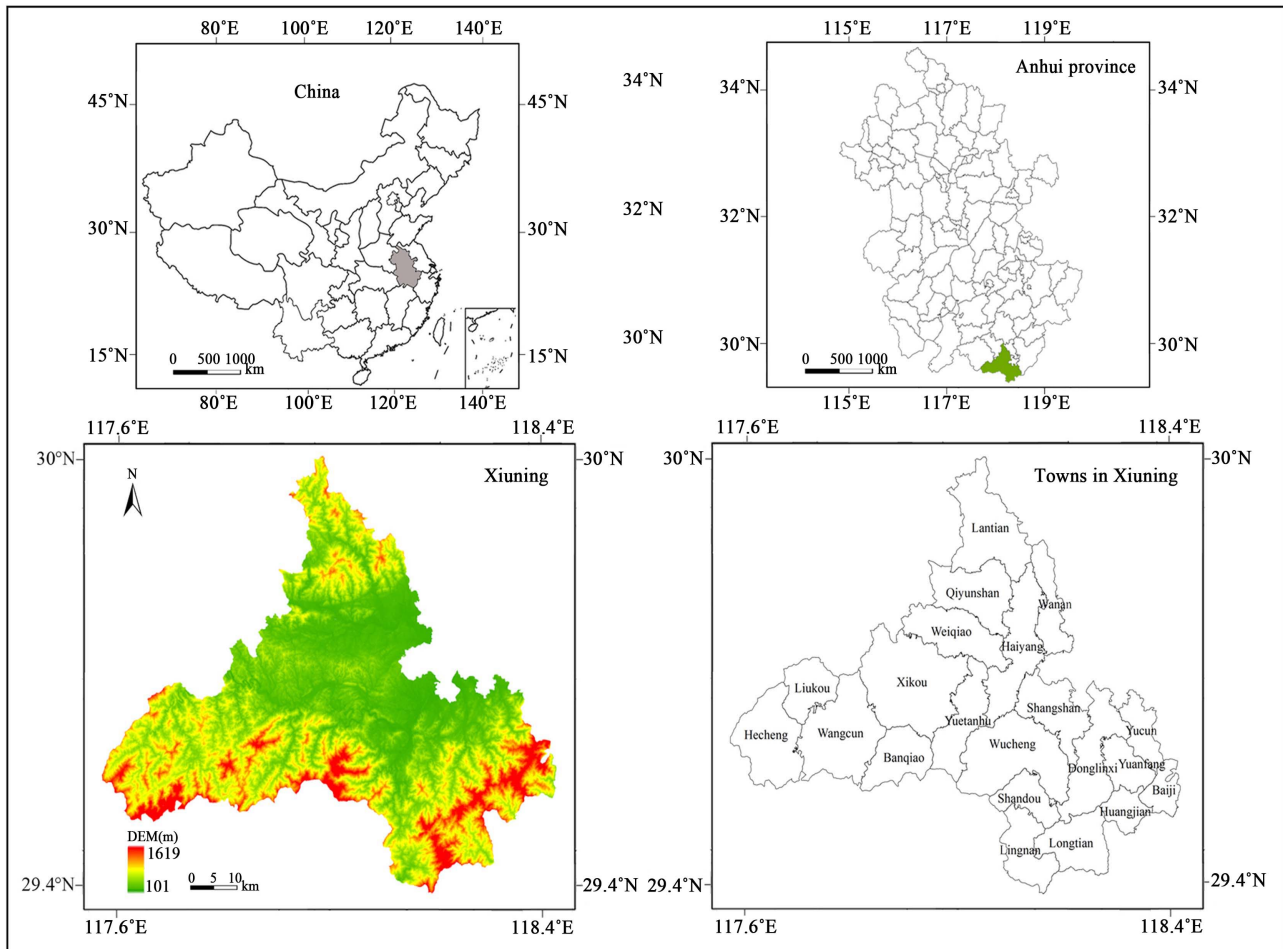 80°E 100°E 120°E 140°E
China
45°N 45°N
30°N 30°N
15°N 15°N
0 500 1000
km
80°E 100°E 120°E 140°E
34°N
32°N
30°N
115°E 117°E 119°E
Anhui province
34°N 34°N
32°N 32°N
30°N 30°N
0 500 1000
km
115°E 117°E 119°E
117.6°E 118.4°E
30°N 30°N
N
Xiuning
DEM(m)
1619
101
0 5 10
km
29.4°N
117.6°E 118.4°E
117.6°E 118.4°E
30°N 30°N
Towns in Xiuning
Lantian
Qiyunshan
Wanan
Weiqiao
Haiyang
Xikou
Liukou
Shangshan
Yuetanhu
Yucun
Hecheng
Wangcun
Wucheng
Banqiao
Donglinxi
Yuanfang
Baiji
Shandou
Huangjian
Longtian
Lingnan
29.4°N 29.4°N
117.6°E 118.4°E